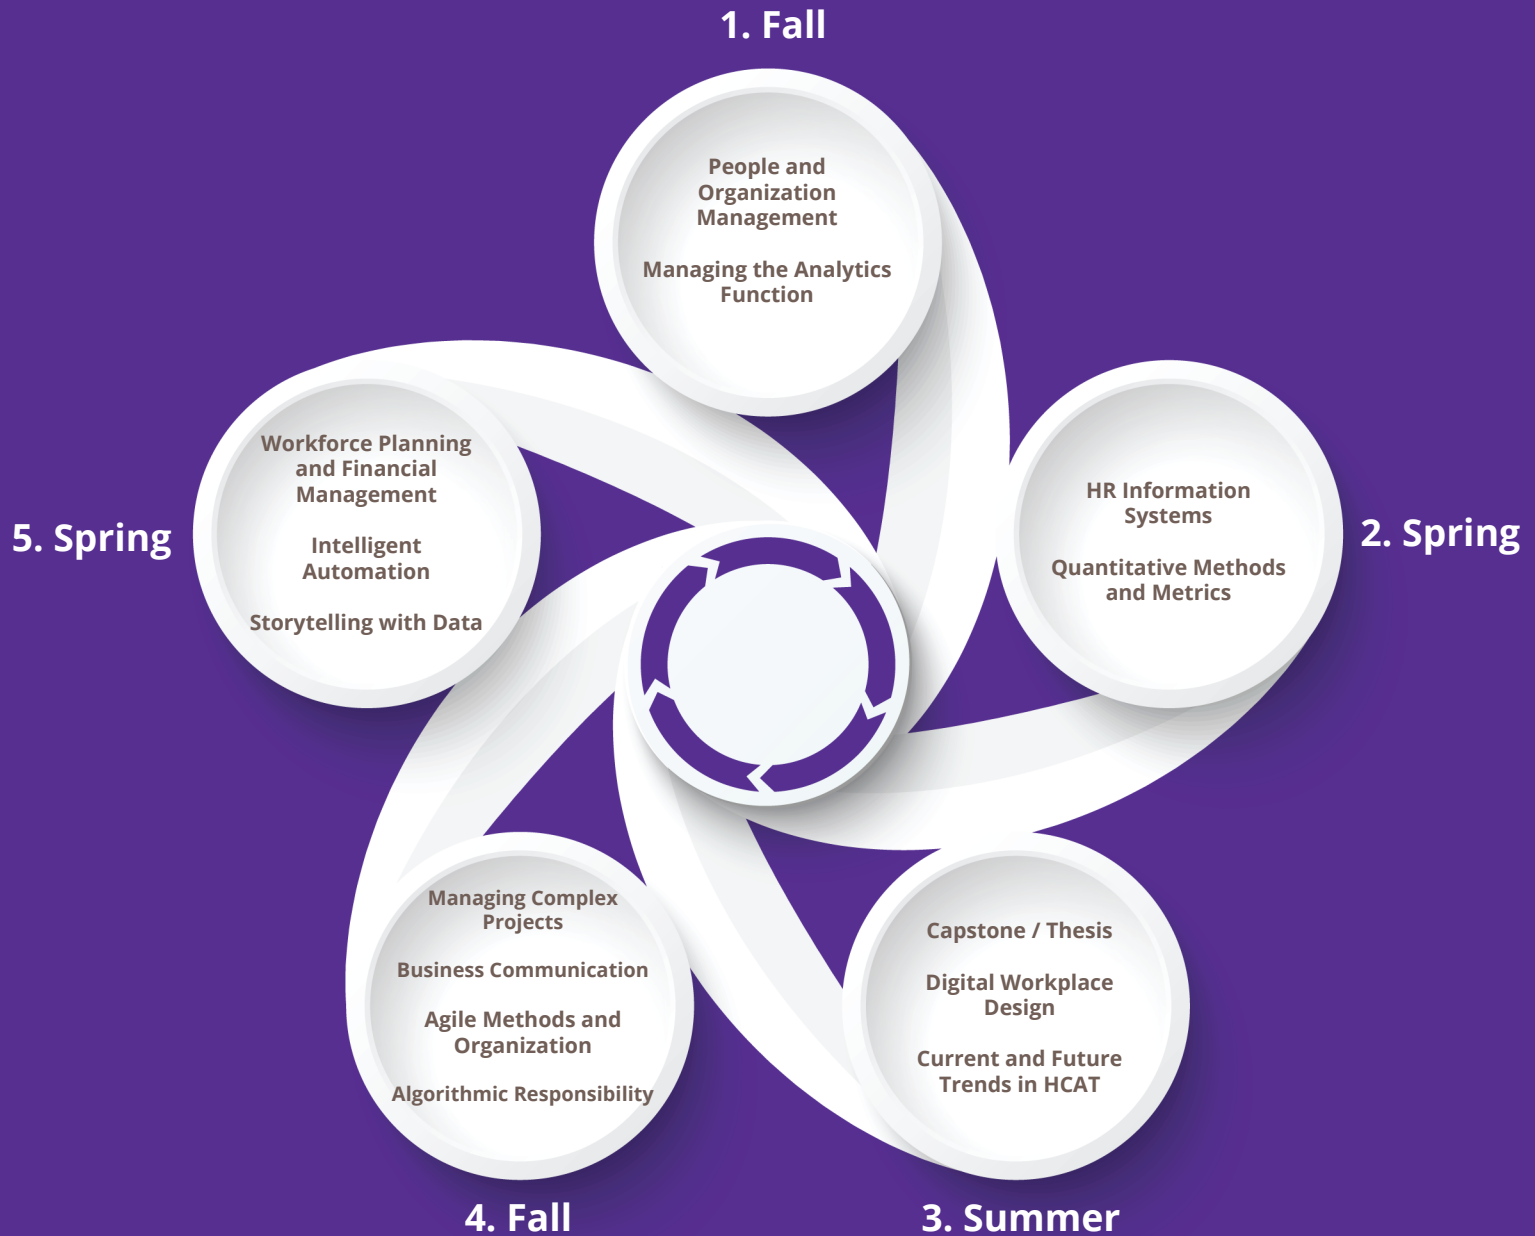 1. Fall
People and
Organization
Management
Managing the Analytics
Function
2. Spring
HR Information
Systems
Quantitative Methods
and Metrics
3. Summer
Capstone / Thesis
Digital Workplace
Design
Current and Future
Trends in HCAT
4. Fall
Managing Complex
Projects
Business Communication
Agile Methods and
Organization
Algorithmic Responsibility
5. Spring
Workforce Planning
and Financial
Management
Intelligent
Automation
Storytelling with Data